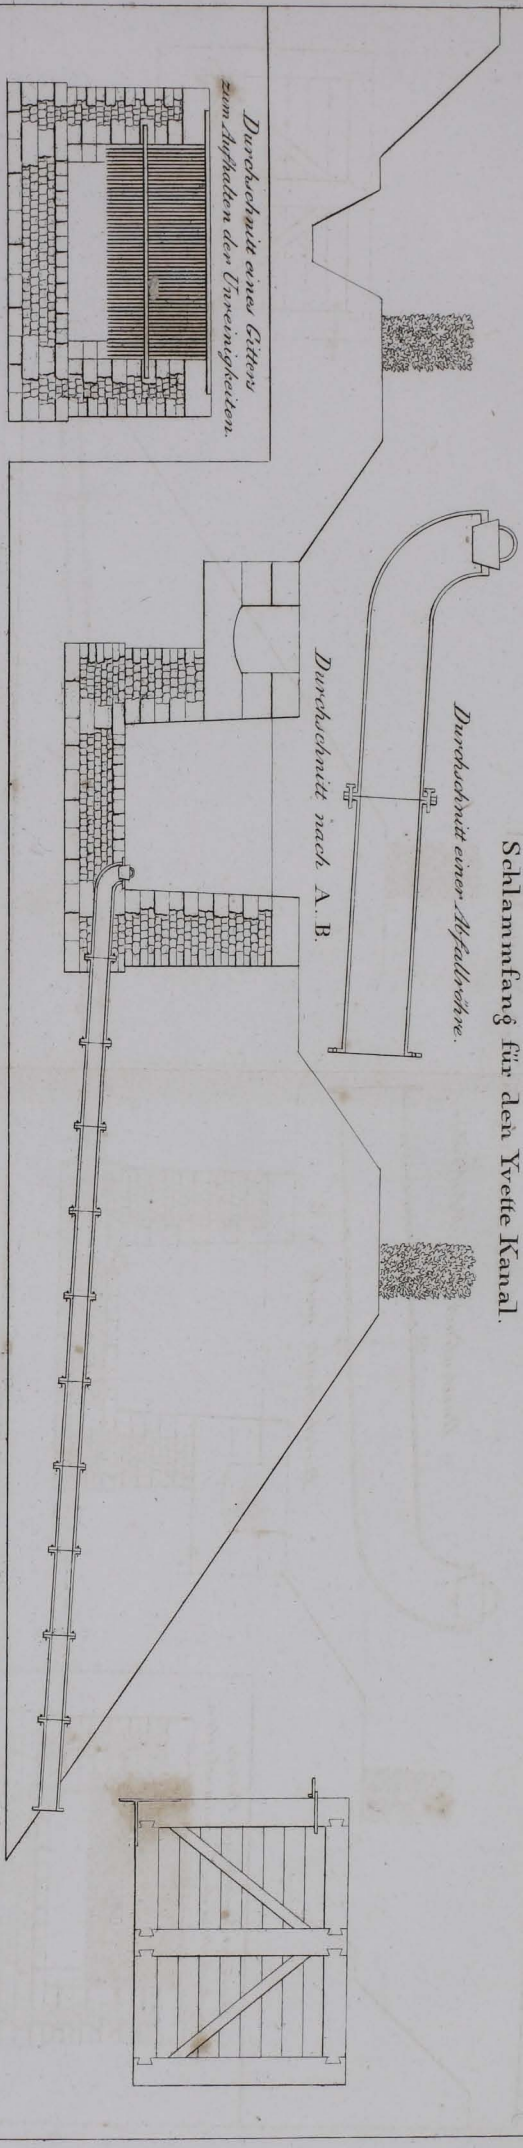 Schlammfang für den Yvette Kanal.
Durchschnitt eines Gitters
zum Aufhalten der Unreinigkeiten.
Durchschnitt einer Abfallröhre.
Durchschnitt nach A. B.